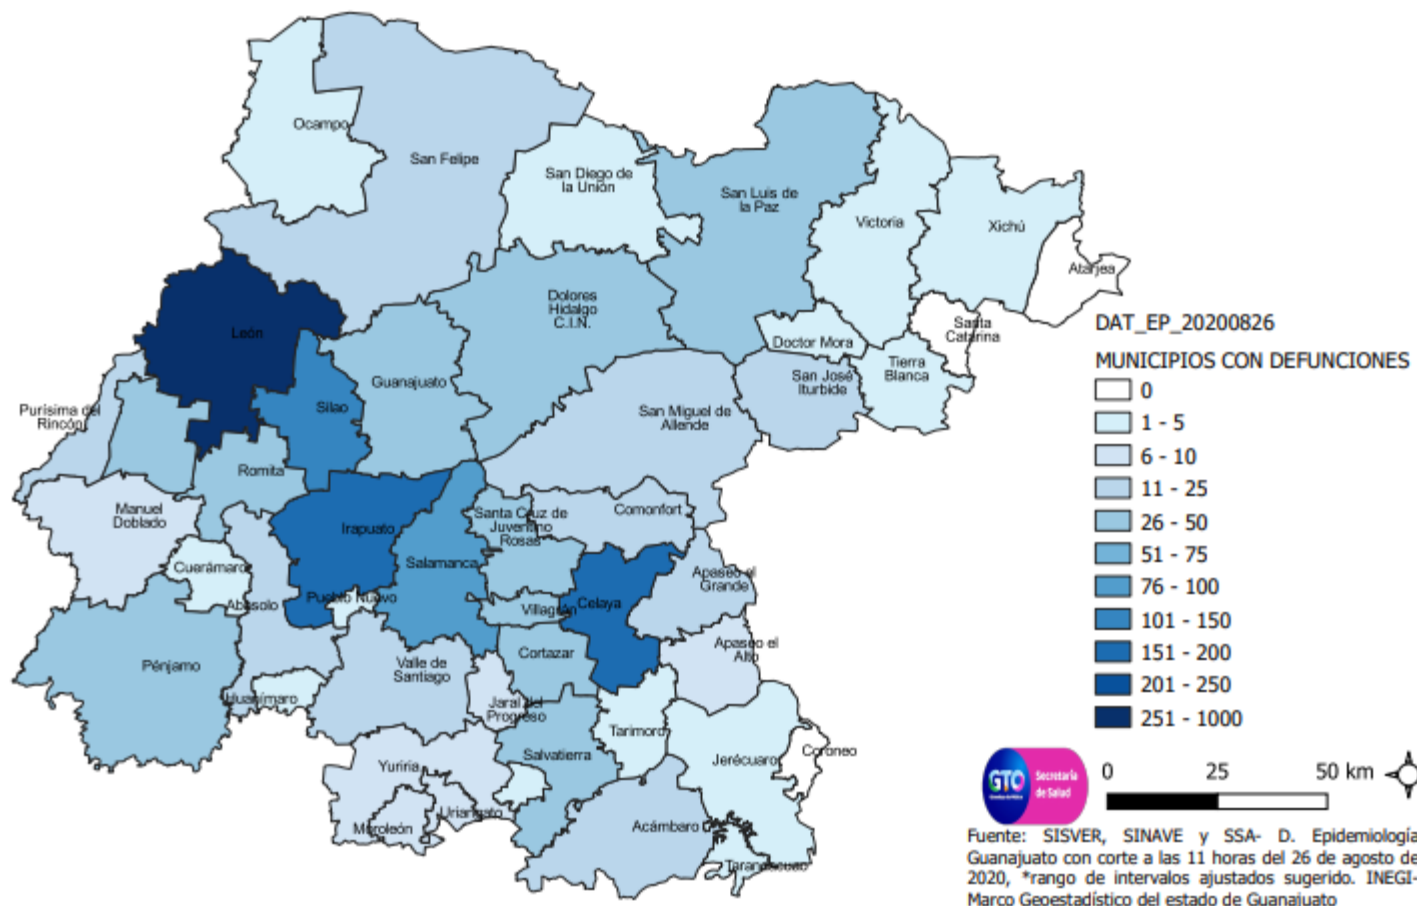 Ocampo
San Felipe
San Diego de
la Unión
San Luis de
la Paz
Victoria
Xichú
Atarjea
Santa
Catarina
Doctor Mora
Tierra
Blanca
San José
Iturbide
Dolores
Hidalgo
C.I.N.
León
Guanajuato
Silao
San Miguel de
Allende
Purísima del
Rincón
Romita
Manuel
Doblado
Irapuato
Santa Cruz de
Juventino
Rosas
Comonfort
Salamanca
Cuerámaro
Abasolo
Pueblo Nuevo
Villagrán
Celaya
Apaseo el
Grande
Apaseo el
Alto
Pénjamo
Cortazar
Valle de
Santiago
Huanímaro
Jaral del
Progreso
Tarimoro
Salvatierra
Jerécuaro
Coroneo
Yuriria
Uriangato
Moroleón
Acámbaro
Tarandacuao
DAT_EP_20200826
MUNICIPIOS CON DEFUNCIONES
0
1 - 5
6 - 10
11 - 25
26 - 50
51 - 75
76 - 100
101 - 150
151 - 200
201 - 250
251 - 1000
GTO
Secretaría
de Salud
0 25 50 km
Fuente: SISVER, SINAVE y SSA- D. Epidemiología
Guanajuato con corte a las 11 horas del 26 de agosto de
2020, *rango de intervalos ajustados sugerido. INEGI-
Marco Geoestadístico del estado de Guanajuato